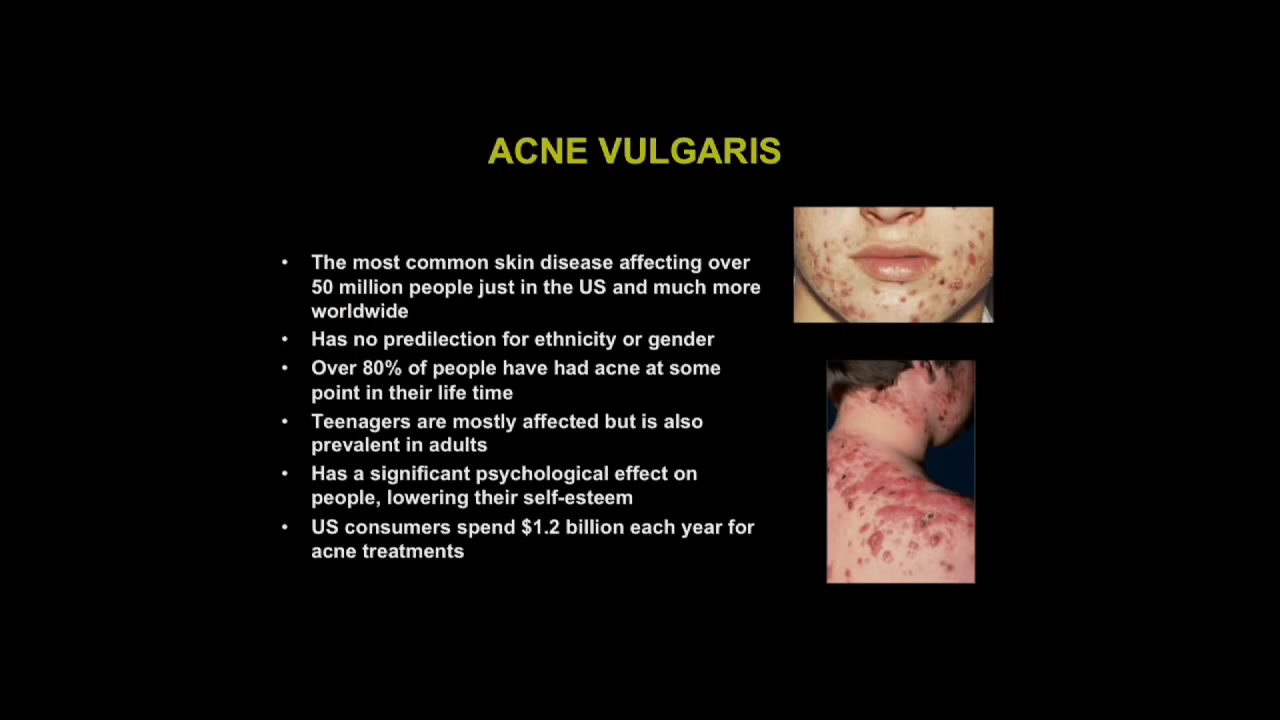 ACNE VULGARIS
• The most common skin disease affecting over
50 million people just in the US and much more
worldwide
• Has no predilection for ethnicity or gender
• Over 80% of people have had acne at some
point in their life time
• Teenagers are mostly affected but is also
prevalent in adults
• Has a significant psychological effect on
people, lowering their self-esteem
• US consumers spend $1.2 billion each year for
acne treatments